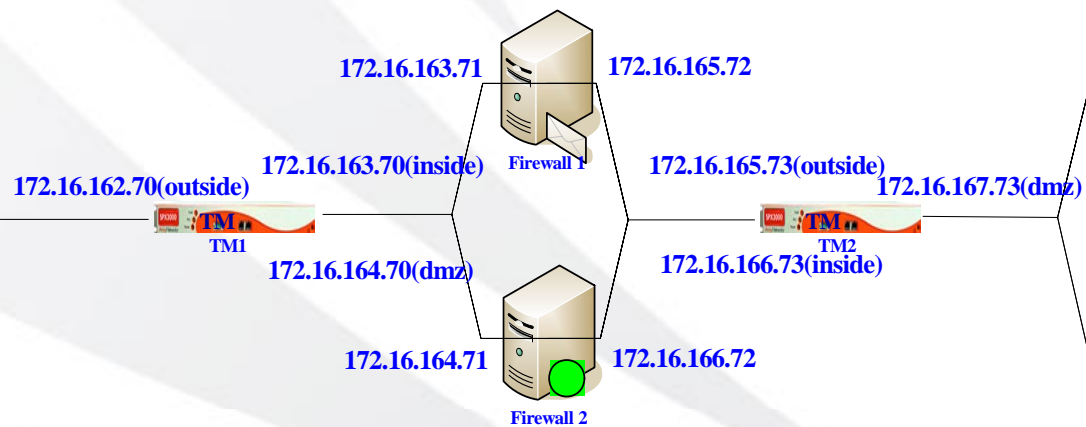 172.16.163.71
172.16.165.72
Firewall 1
172.16.163.70(inside)
172.16.165.73(outside)
172.16.162.70(outside)
172.16.167.73(dmz)
SPX3000
TM
TM1
SPX3000
TM
TM2
172.16.164.70(dmz)
172.16.166.73(inside)
172.16.164.71
172.16.166.72
Firewall 2